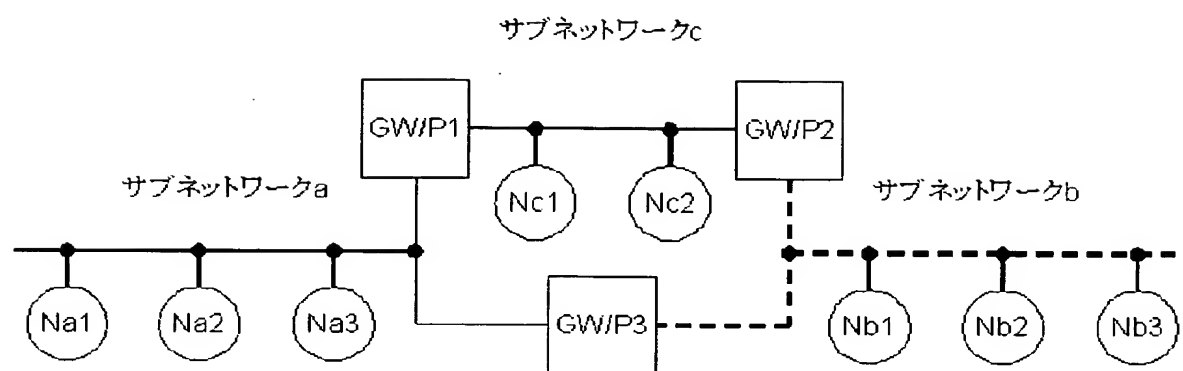 サブネットワークc
GW/P1
GW/P2
Nc1
Nc2
サブネットワークa
サブネットワークb
Na1
Na2
Na3
GW/P3
Nb1
Nb2
Nb3